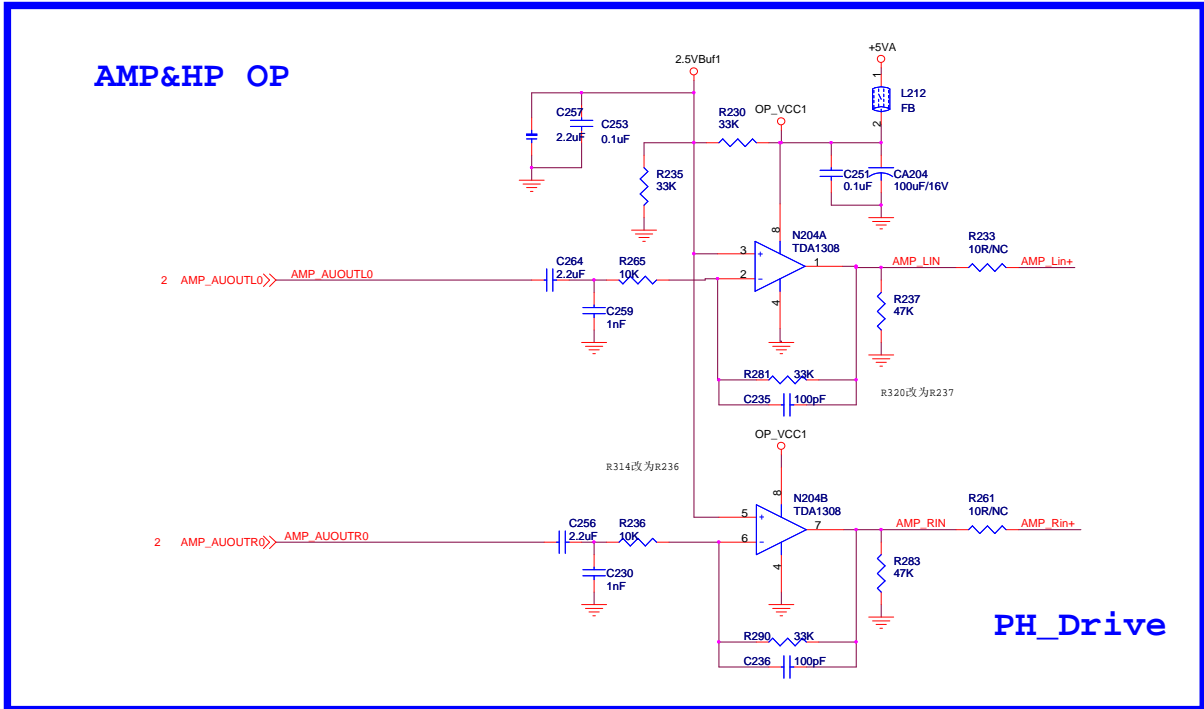 AMP&HP OP
2.5VBuf1
+5VA
1
L212
FB
2
C257
2.2uF
C253
0.1uF
R230
33K
OP_VCC1
R235
33K
C251
0.1uF
CA204
100uF/16V
8
N204A
TDA1308
3
+
1
2
-
4
R233
10R/NC
AMP_LIN
AMP_Lin+
2 AMP_AUOUTL0
AMP_AUOUTL0
C264
2.2uF
R265
10K
C259
1nF
R237
47K
R281
33K
C235
100pF
R320改为R237
OP_VCC1
R314改为R236
8
N204B
TDA1308
5
+
7
6
-
4
R261
10R/NC
AMP_RIN
AMP_Rin+
2 AMP_AUOUTR0
AMP_AUOUTR0
C256
2.2uF
R236
10K
C230
1nF
R283
47K
R290
33K
C236
100pF
PH_Drive